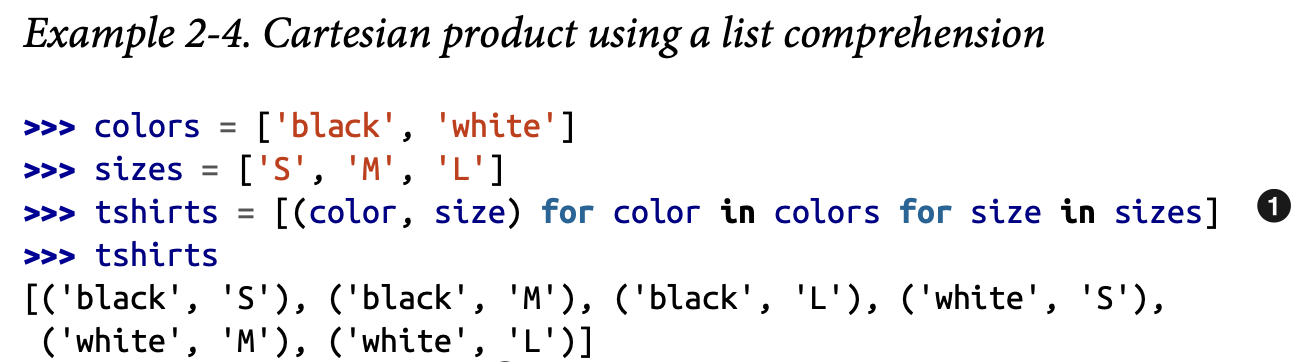 Example 2-4. Cartesian product using a list comprehension
>>> colors = ['black', 'white']
>>> sizes = ['S', 'M', 'L']
>>> tshirts = [(color, size) for color in colors for size in sizes] ❶
>>> tshirts
[('black', 'S'), ('black', 'M'), ('black', 'L'), ('white', 'S'),
 ('white', 'M'), ('white', 'L')]